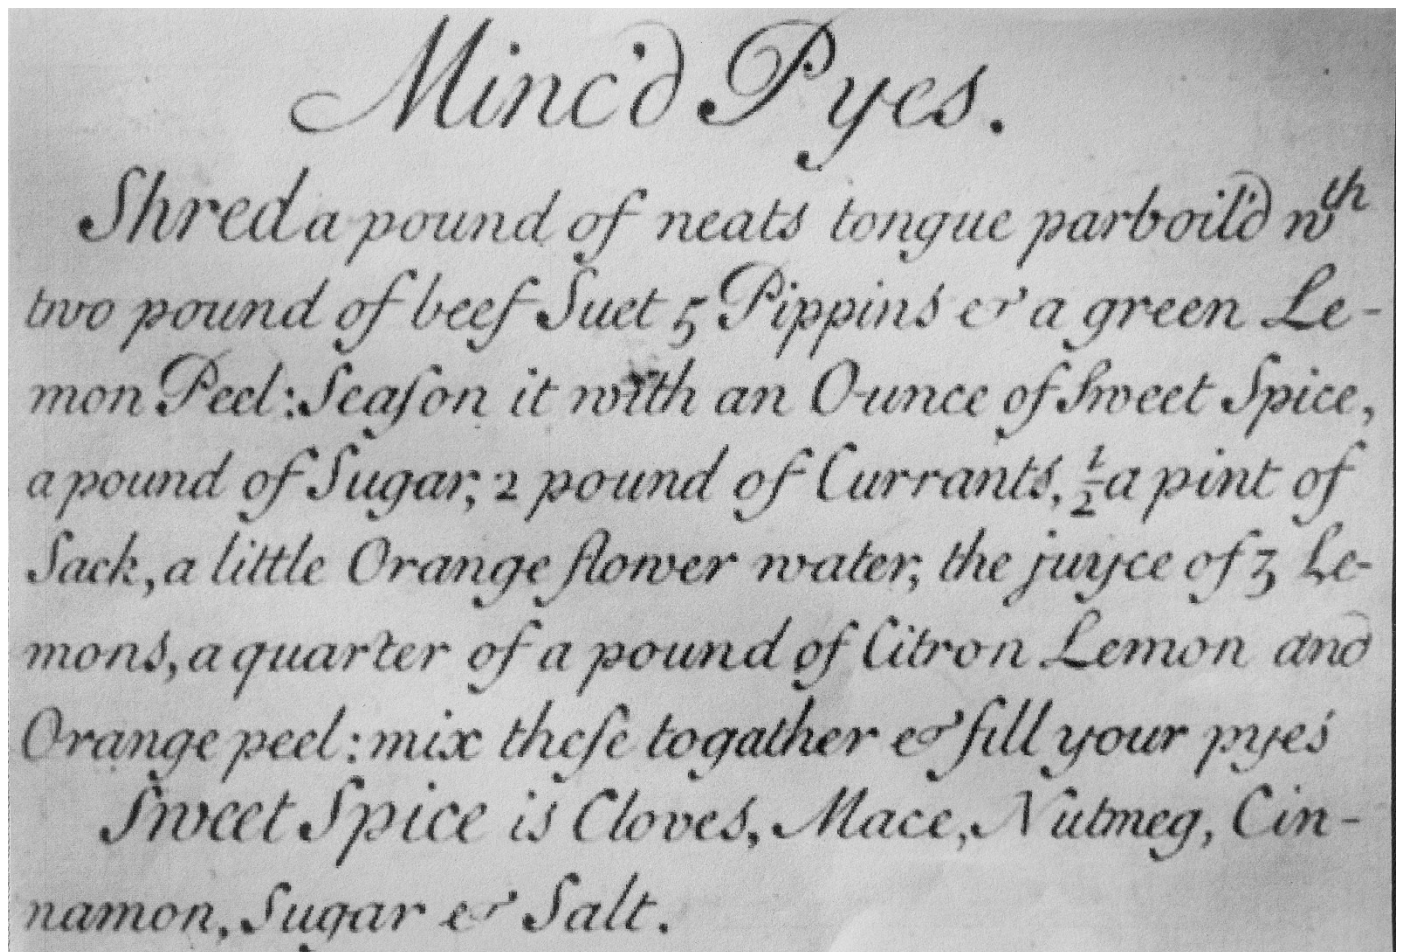 Minc'd Pyes.
Shred a pound of neats tongue parboil'd wth
two pound of beef Suet 5 Pippins & a green Le-
mon Peel: Seaſon it with an Ounce of Sweet Spice,
a pound of Sugar, 2 pound of Currants, ½ a pint of
Sack, a little Orange flower water, the juyce of 3 Le-
mons, a quarter of a pound of Citron Lemon and
Orange peel: mix theſe togather & fill your pyes
Sweet Spice is Cloves, Mace, Nutmeg, Cin-
namon, Sugar & Salt.